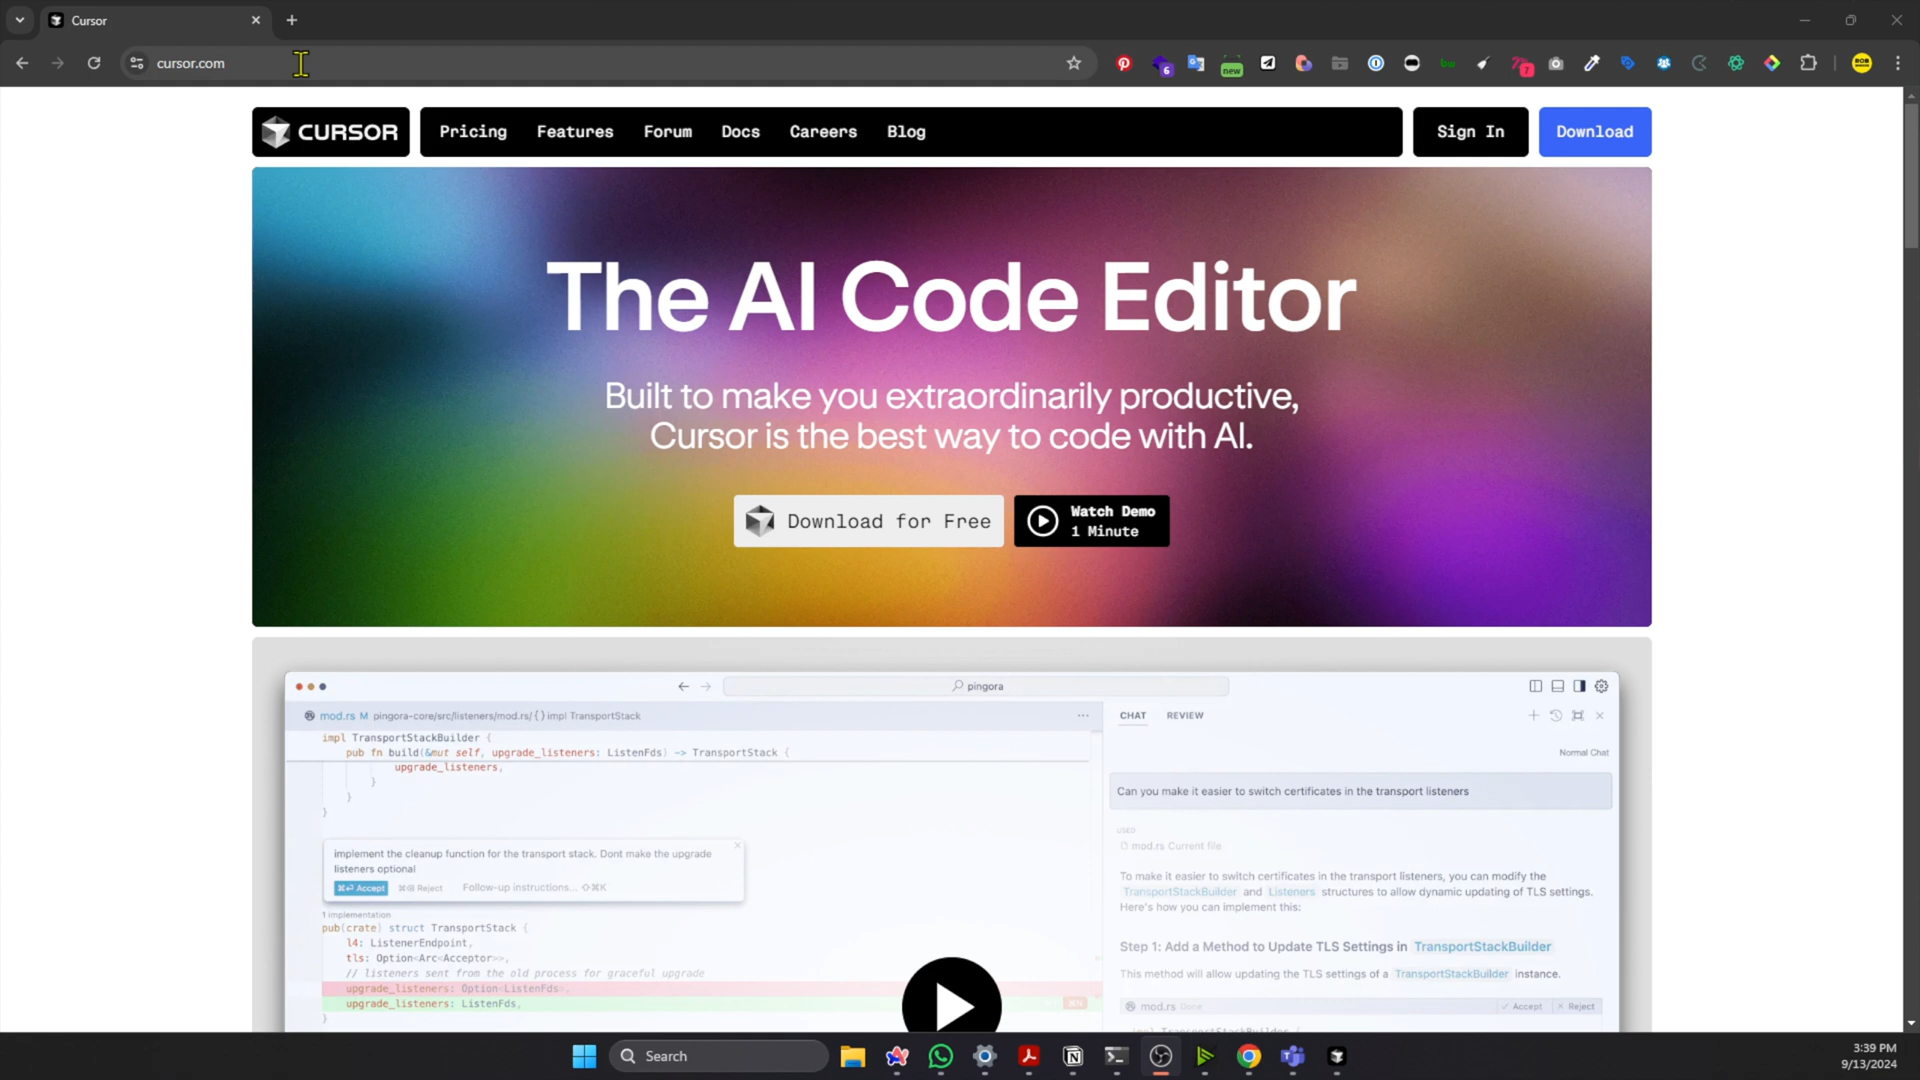 Cursor
cursor.com
6
new
7
BOB
CURSOR
Pricing
Features
Forum
Docs
Careers
Blog
Sign In
Download
The AI Code Editor
Built to make you extraordinarily productive,
Cursor is the best way to code with AI.
Download for Free
Watch Demo
1 Minute
pingora
mod.rs M pingora-core/src/listeners/mod.rs/{} impl TransportStack
impl TransportStackBuilder {
pub fn build(&mut self, upgrade_listeners: ListenFds) -> TransportStack {
upgrade_listeners,
}
}
}
implement the cleanup function for the transport stack. Dont make the upgrade
listeners optional
Accept
Reject
Follow-up instructions... ⇧⌘K
1 implementation
pub(crate) struct TransportStack {
l4: ListenerEndpoint,
tls: Option<Arc<Acceptor>>,
// listeners sent from the old process for graceful upgrade
upgrade_listeners: Option<ListenFds>,
upgrade_listeners: ListenFds,
}
CHAT
REVIEW
Normal Chat
Can you make it easier to switch certificates in the transport listeners
USED
mod.rs Current file
To make it easier to switch certificates in the transport listeners, you can modify the
TransportStackBuilder and Listeners structures to allow dynamic updating of TLS settings.
Here's how you can implement this:
Step 1: Add a Method to Update TLS Settings in TransportStackBuilder
This method will allow updating the TLS settings of a TransportStackBuilder instance.
mod.rs Done
Accept
Reject
Search
3:39 PM
9/13/2024